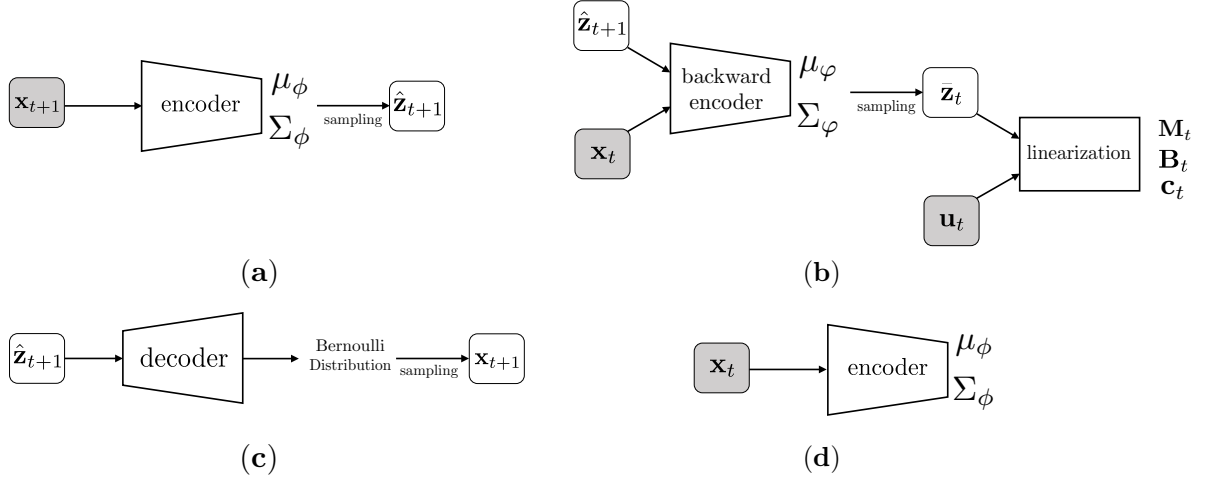 x_{t+1}
encoder
μ_ϕ
Σ_ϕ
sampling
ẑ_{t+1}
(a)
ẑ_{t+1}
x_t
backward
encoder
μ_φ
Σ_φ
sampling
z̄_t
u_t
linearization
M_t
B_t
c_t
(b)
ẑ_{t+1}
decoder
Bernoulli
Distribution
sampling
x_{t+1}
(c)
x_t
encoder
μ_ϕ
Σ_ϕ
(d)